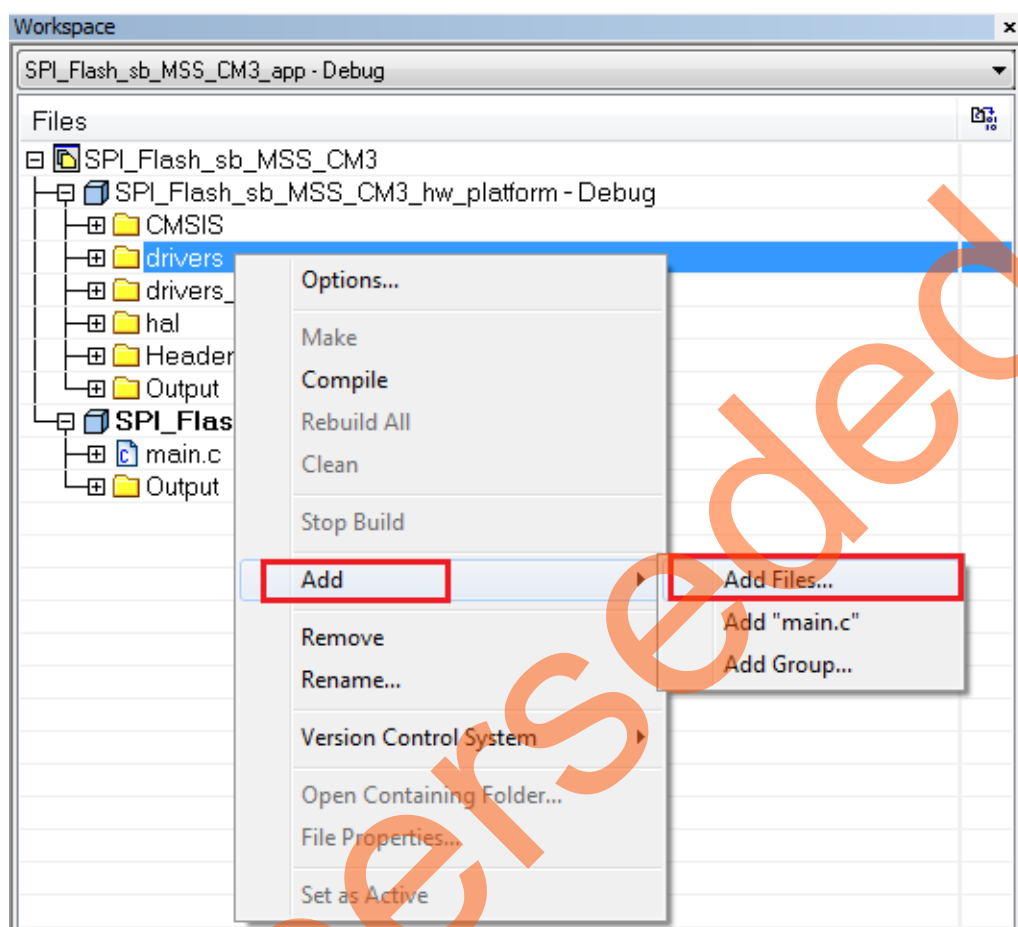 Workspace
SPI_Flash_sb_MSS_CM3_app - Debug
Files
SPI_Flash_sb_MSS_CM3
SPI_Flash_sb_MSS_CM3_hw_platform - Debug
CMSIS
drivers
drivers_
hal
Header
Output
SPI_Flas
main.c
Output
Options...
Make
Compile
Rebuild All
Clean
Stop Build
Add
Remove
Rename...
Version Control System
Open Containing Folder...
File Properties...
Set as Active
Add Files...
Add "main.c"
Add Group...
erseded